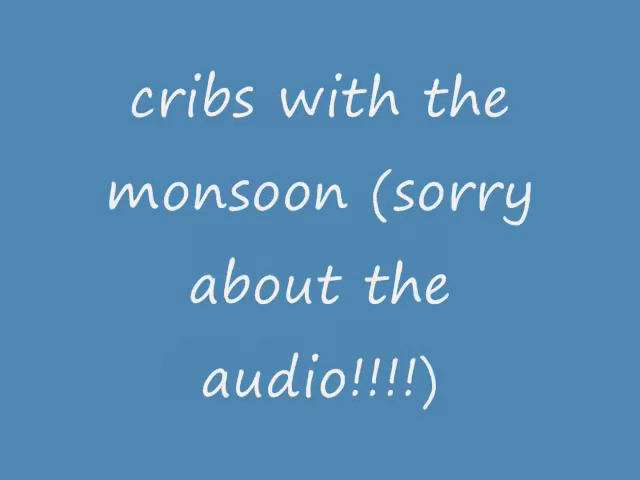 cribs with the
monsoon (sorry
about the
audio!!!!)